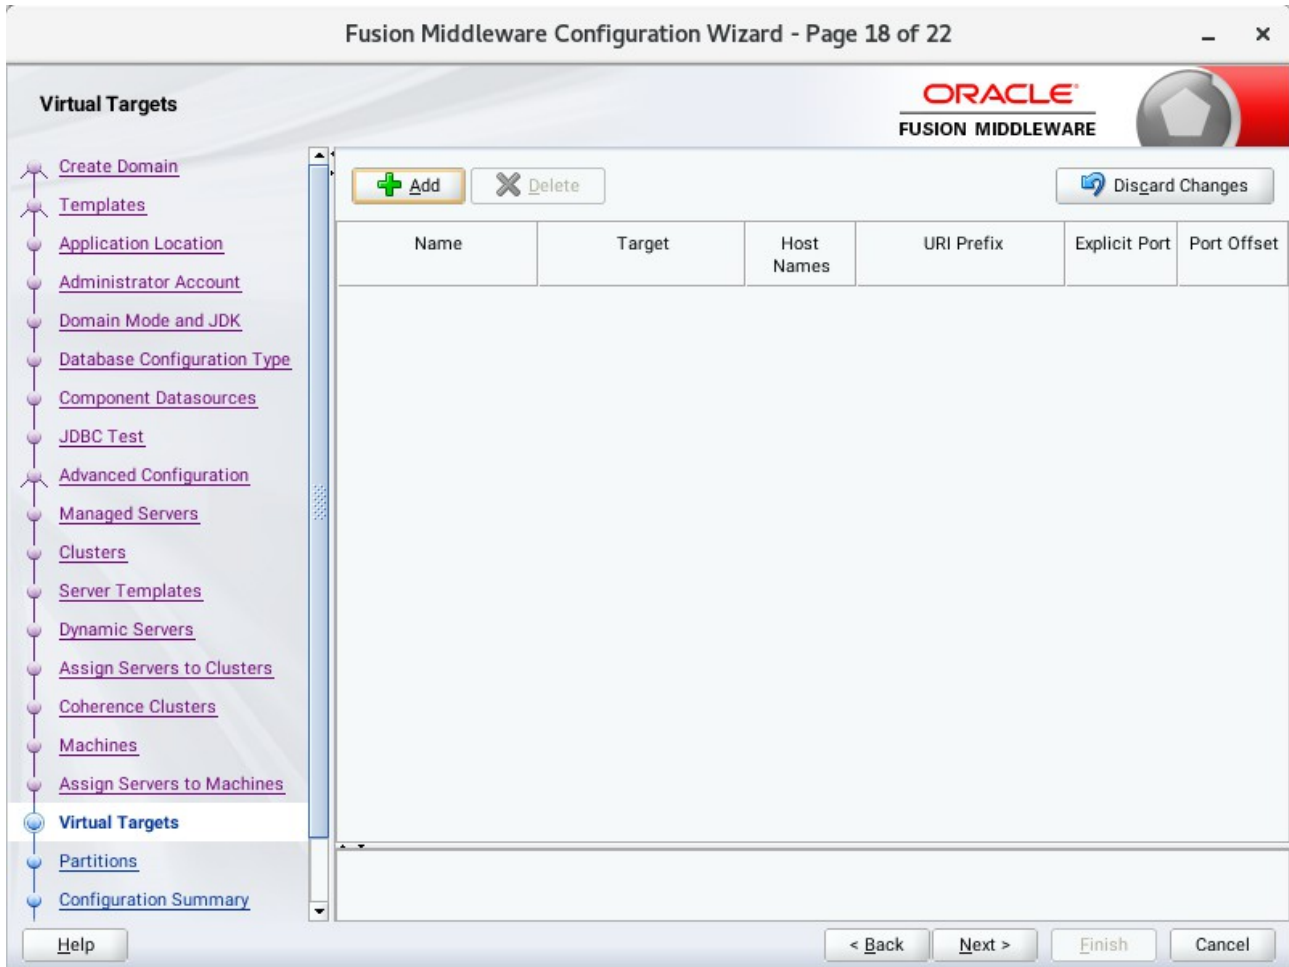 Fusion Middleware Configuration Wizard - Page 18 of 22
Virtual Targets
ORACLE
FUSION MIDDLEWARE
Create Domain
Templates
Application Location
Administrator Account
Domain Mode and JDK
Database Configuration Type
Component Datasources
JDBC Test
Advanced Configuration
Managed Servers
Clusters
Server Templates
Dynamic Servers
Assign Servers to Clusters
Coherence Clusters
Machines
Assign Servers to Machines
Virtual Targets
Partitions
Configuration Summary
Add Delete Discard Changes
Name Target Host Names URI Prefix Explicit Port Port Offset
Help < Back Next > Finish Cancel